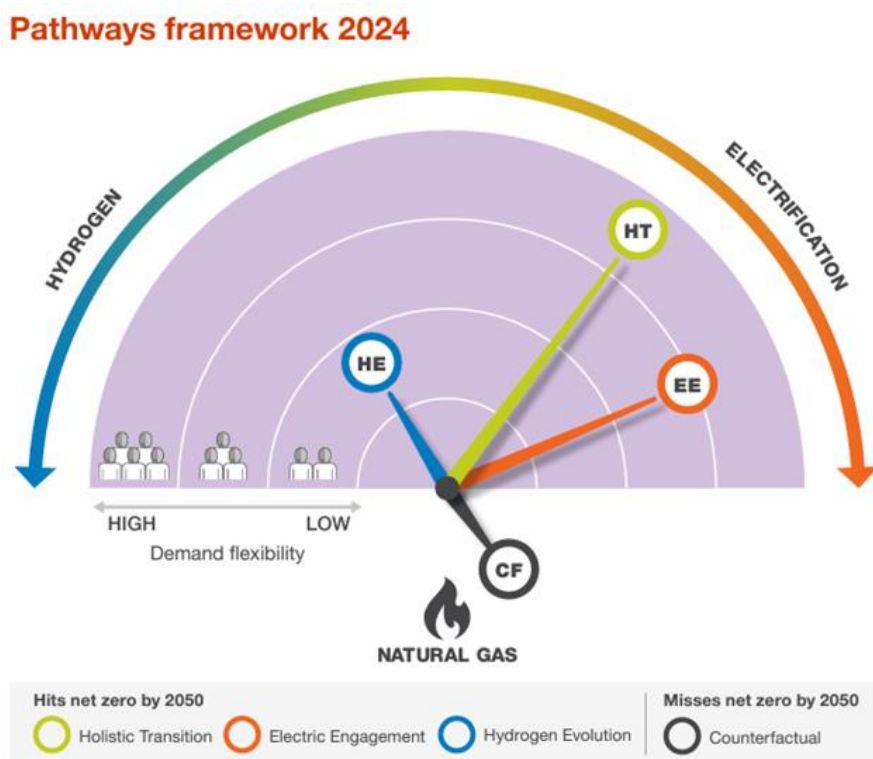 Pathways framework 2024
HYDROGEN
ELECTRIFICATION
HT
HE
EE
HIGH
LOW
Demand flexibility
CF
NATURAL GAS
Hits net zero by 2050
Misses net zero by 2050
Holistic Transition
Electric Engagement
Hydrogen Evolution
Counterfactual